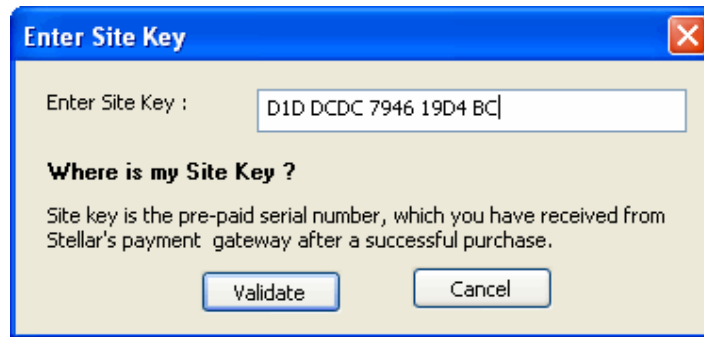 Enter Site Key
Enter Site Key :
D1D DCDC 7946 19D4 BC
Where is my Site Key ?
Site key is the pre-paid serial number, which you have received from
Stellar's payment gateway after a successful purchase.
Validate
Cancel